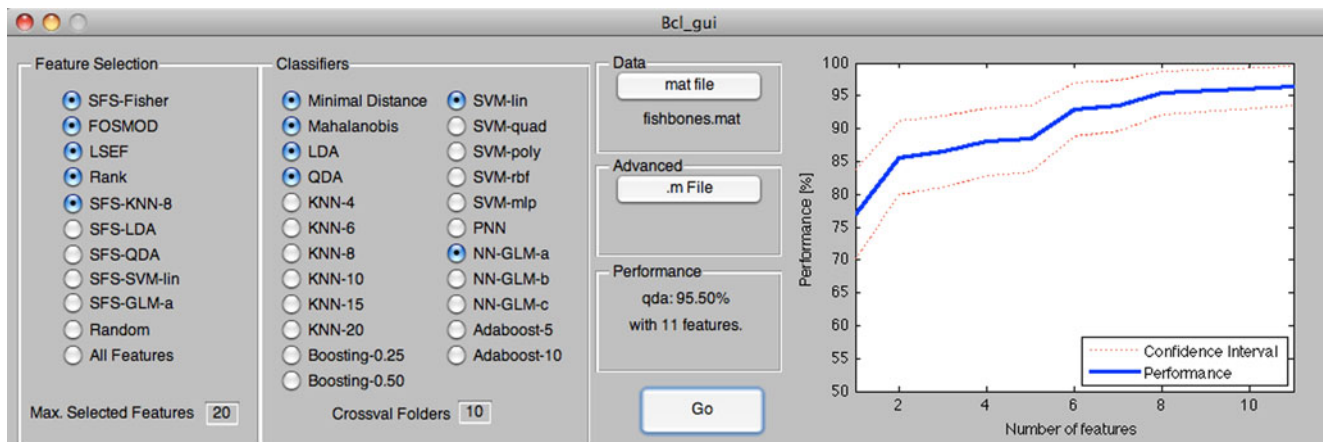 Bcl_gui
Feature Selection
SFS-Fisher
FOSMOD
LSEF
Rank
SFS-KNN-8
SFS-LDA
SFS-QDA
SFS-SVM-lin
SFS-GLM-a
Random
All Features
Max. Selected Features 20
Classifiers
Minimal Distance
Mahalanobis
LDA
QDA
KNN-4
KNN-6
KNN-8
KNN-10
KNN-15
KNN-20
Boosting-0.25
Boosting-0.50
SVM-lin
SVM-quad
SVM-poly
SVM-rbf
SVM-mlp
PNN
NN-GLM-a
NN-GLM-b
NN-GLM-c
Adaboost-5
Adaboost-10
Crossval Folders 10
Data
mat file
fishbones.mat
Advanced
.m File
Performance
qda: 95.50%
with 11 features.
Go
Performance [%]
100
95
90
85
80
75
70
65
60
55
50
Confidence Interval
Performance
2 4 6 8 10
Number of features